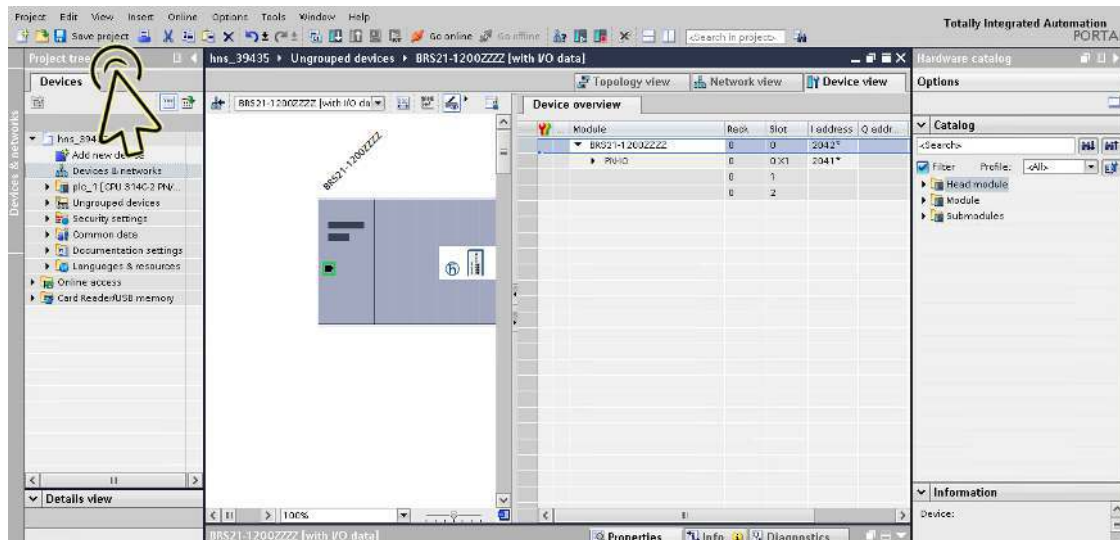 Project Edit View Insert Online Options Tools Window Help
Totally Integrated Automation
PORTA
Save project
Go online
Go offline
<Search in project>
Project tree
hns_39435 ▸ Ungrouped devices ▸ BRS21-1200ZZZZ [with I/O data]
Hardware catalog
Devices
Topology view
Network view
Device view
Options
BRS21-1200ZZZZ [with I/O da
Device overview
Devices & networks
Module
Rack
Slot
I address
Q addr...
Catalog
<Search>
BRS21-1200ZZZZ
0
0
2042*
PN-IO
0
0 X1
2041*
0
1
0
2
Filter
Profile:
<All>
Head module
Module
Submodules
hns_394
Add new de
Devices & networks
plc_1 [CPU 314C-2 PN/...
Ungrouped devices
Security settings
Common data
Documentation settings
Languages & resources
Online access
Card Reader/USB memory
BRS21-1200ZZZZ
Details view
100%
Information
Device:
BRS21-1200ZZZZ [with I/O data]
Properties
Info
Diagnostics